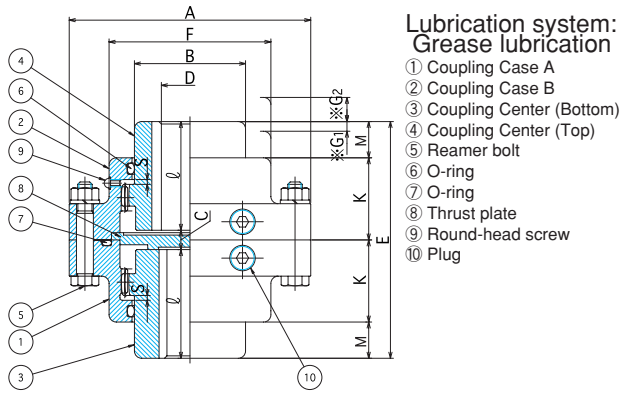 A
F
B
D
※G2
※G1
M
K
E
K
M
S
ℓ
C
S
ℓ
4
6
2
9
8
7
5
1
3
10
Lubrication system:
Grease lubrication
① Coupling Case A
② Coupling Case B
③ Coupling Center (Bottom)
④ Coupling Center (Top)
⑤ Reamer bolt
⑥ O-ring
⑦ O-ring
⑧ Thrust plate
⑨ Round-head screw
⑩ Plug